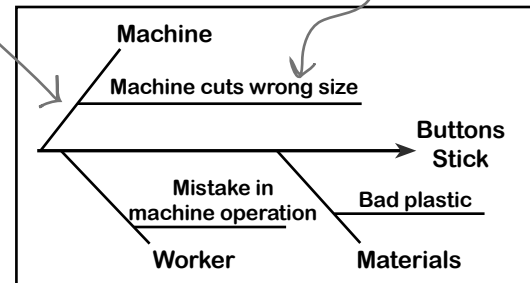 Machine
Machine cuts wrong size
Buttons
Stick
Mistake in
machine operation
Bad plastic
Worker
Materials